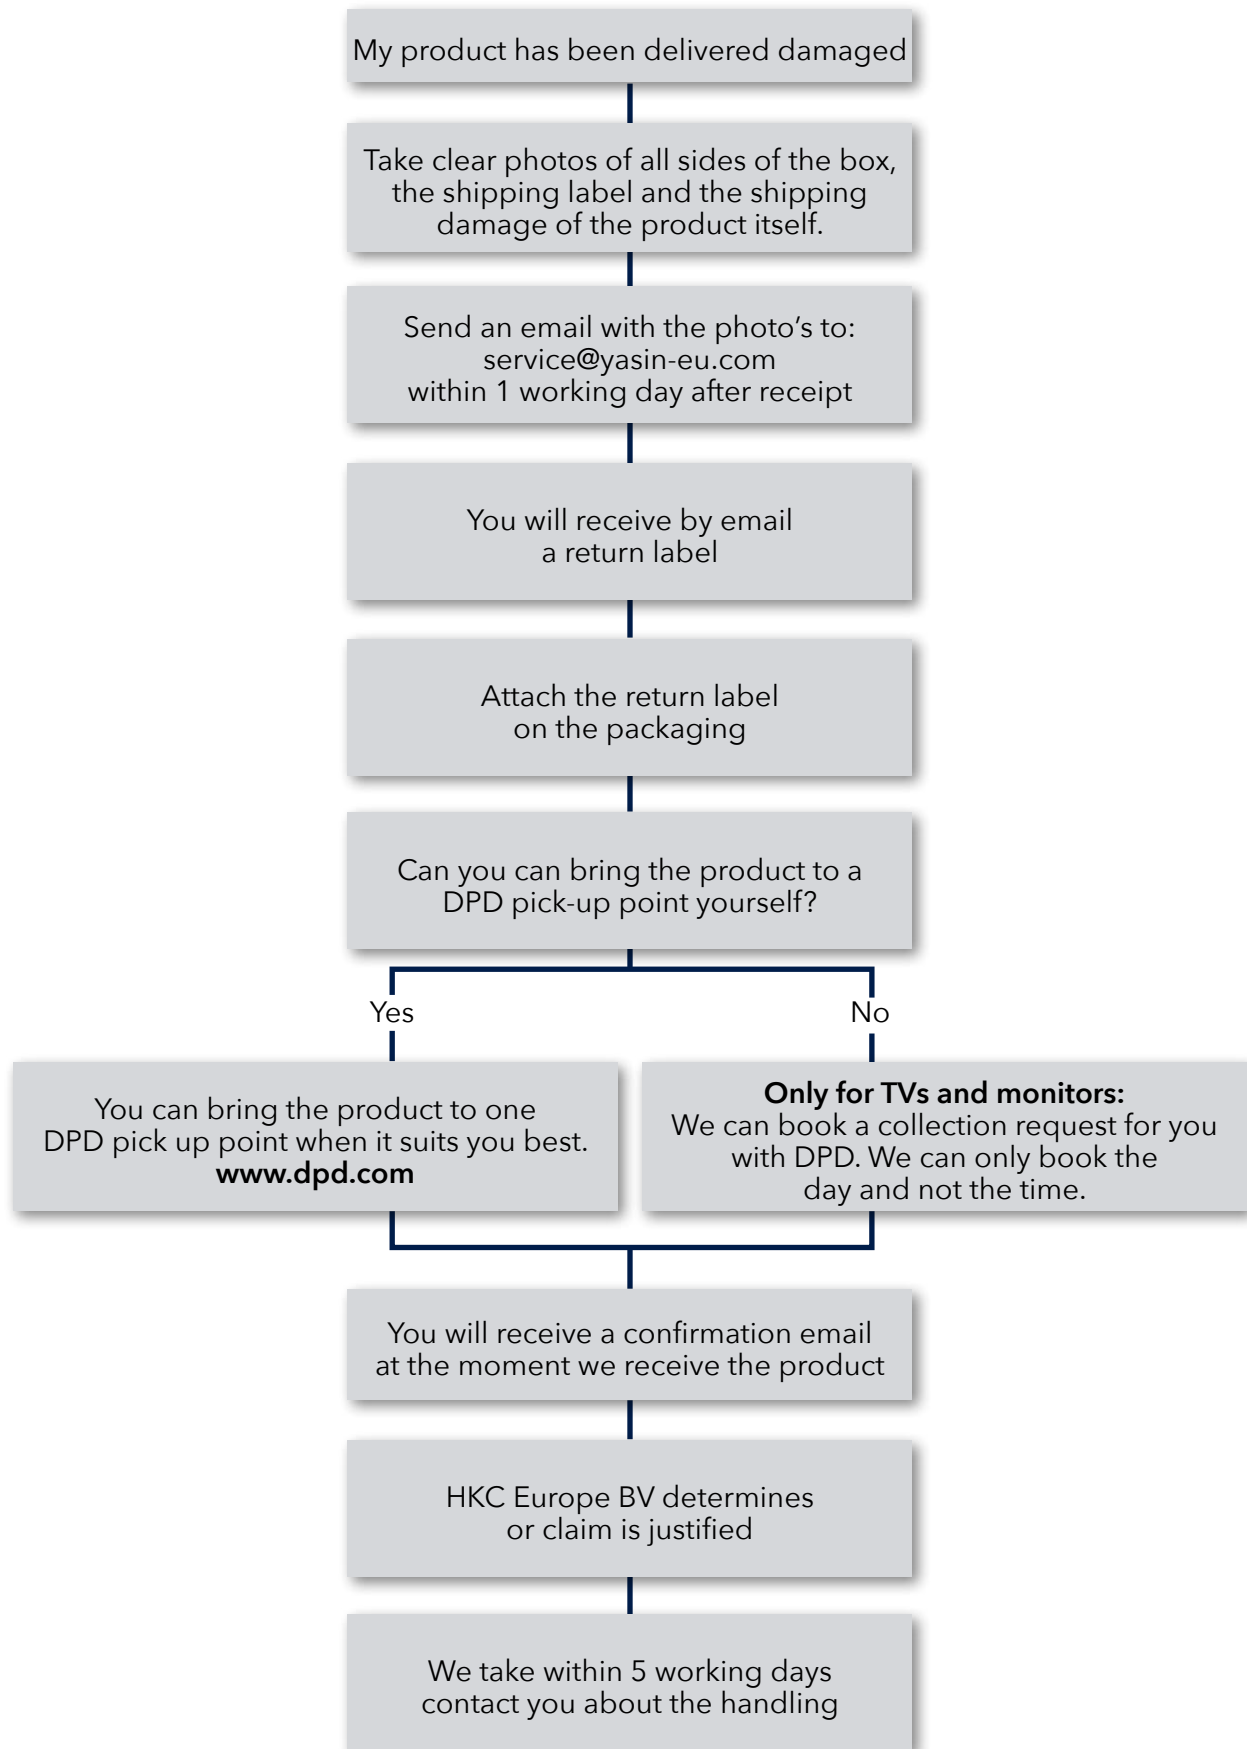 My product has been delivered damaged
Take clear photos of all sides of the box,
the shipping label and the shipping
damage of the product itself.
Send an email with the photo's to:
service@yasin-eu.com
within 1 working day after receipt
You will receive by email
a return label
Attach the return label
on the packaging
Can you can bring the product to a
DPD pick-up point yourself?
Yes
No
You can bring the product to one
DPD pick up point when it suits you best.
www.dpd.com
Only for TVs and monitors:
We can book a collection request for you
with DPD. We can only book the
day and not the time.
You will receive a confirmation email
at the moment we receive the product
HKC Europe BV determines
or claim is justified
We take within 5 working days
contact you about the handling